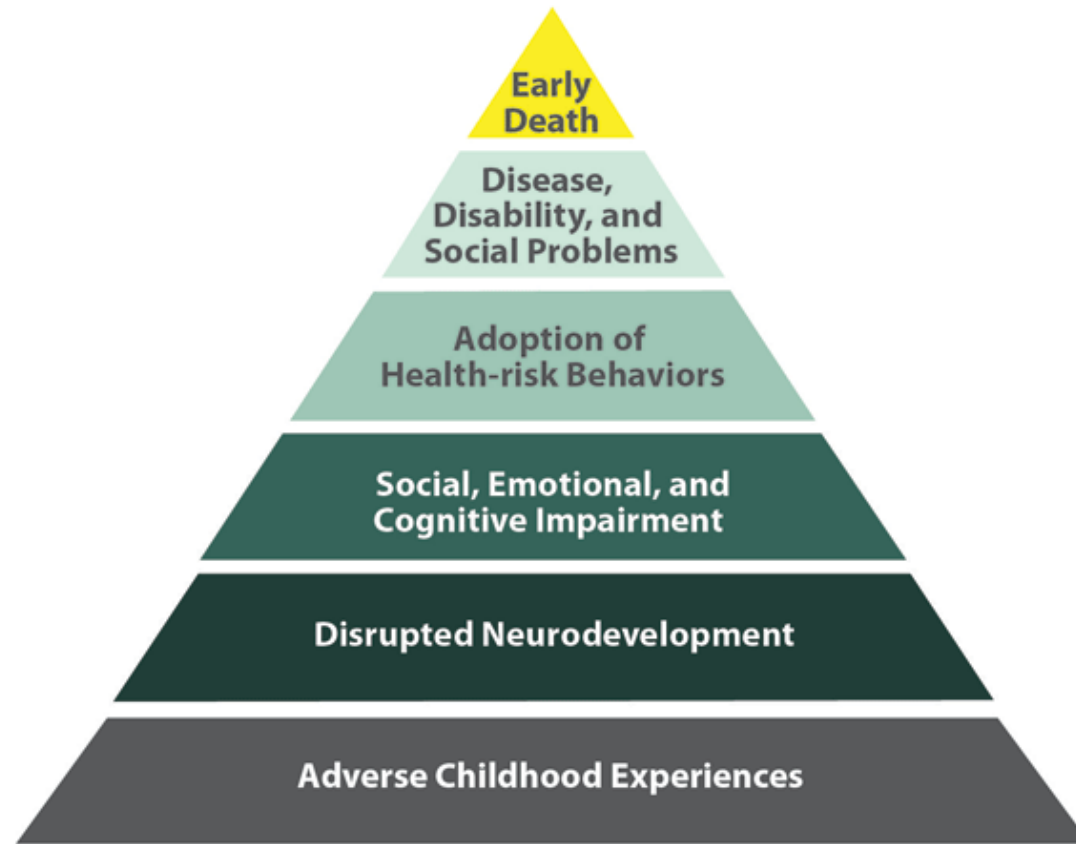 Early
Death
Disease,
Disability, and
Social Problems
Adoption of
Health-risk Behaviors
Social, Emotional, and
Cognitive Impairment
Disrupted Neurodevelopment
Adverse Childhood Experiences